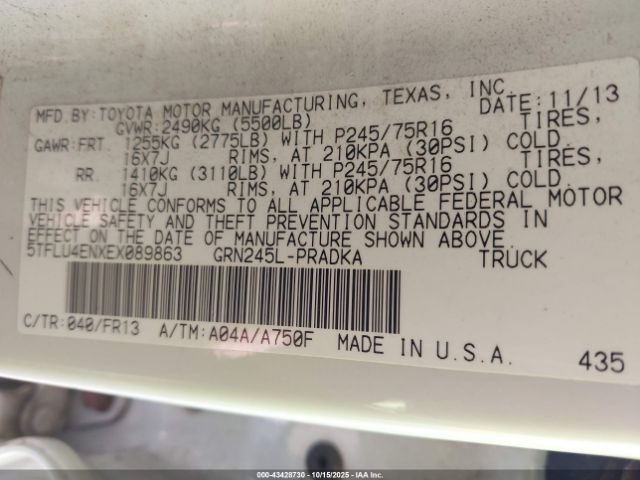 MFD.BY:TOYOTA MOTOR MANUFACTURING, TEXAS, INC. DATE:11/13
GVWR:2490KG (5500LB)
GAWR:FRT. 1255KG (2775LB) WITH P245/75R16 TIRES,
16X7J RIMS, AT 210KPA (30PSI) COLD.
RR. 1410KG (3110LB) WITH P245/75R16 TIRES,
16X7J RIMS, AT 210KPA (30PSI) COLD.
THIS VEHICLE CONFORMS TO ALL APPLICABLE FEDERAL MOTOR
VEHICLE SAFETY AND THEFT PREVENTION STANDARDS IN
EFFECT ON THE DATE OF MANUFACTURE SHOWN ABOVE.
5TFLU4ENXEX089863 GRN245L-PRADKA TRUCK
C/TR:040/FR13 A/TM:A04A/A750F MADE IN U.S.A. 435
000-43428730 - 10/15/2025 - IAA Inc.